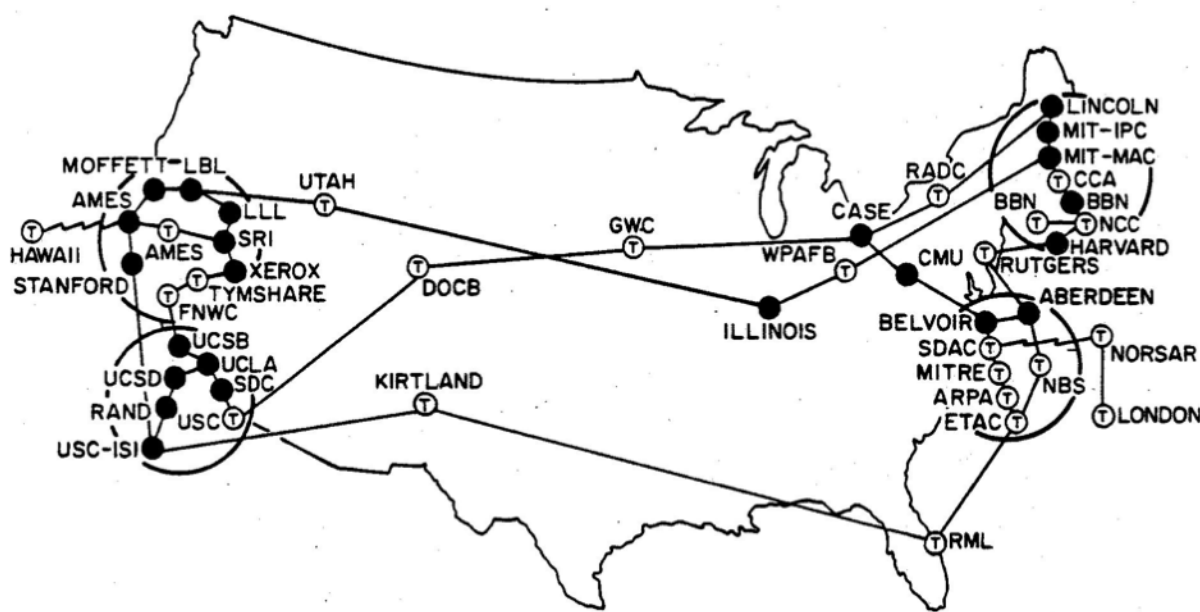 LINCOLN
MIT-IPC
MIT-MAC
T
CCA
BBN
BBN
T
T
NCC
HARVARD
T
RUTGERS
MOFFETT
LBL
UTAH
T
RADC
T
AMES
LLL
CASE
T
HAWAII
T
AMES
SRI
GWC
T
WPAFB
T
CMU
STANFORD
XEROX
T
TYMSHARE
T
FNWC
T
DOCB
ILLINOIS
ABERDEEN
BELVOIR
UCSB
SDAC
T
T
NORSAR
UCLA
UCSD
SDC
KIRTLAND
T
MITRE
T
T
NBS
RAND
USC
T
ARPA
T
T
LONDON
ETAC
T
USC-ISI
T
RML